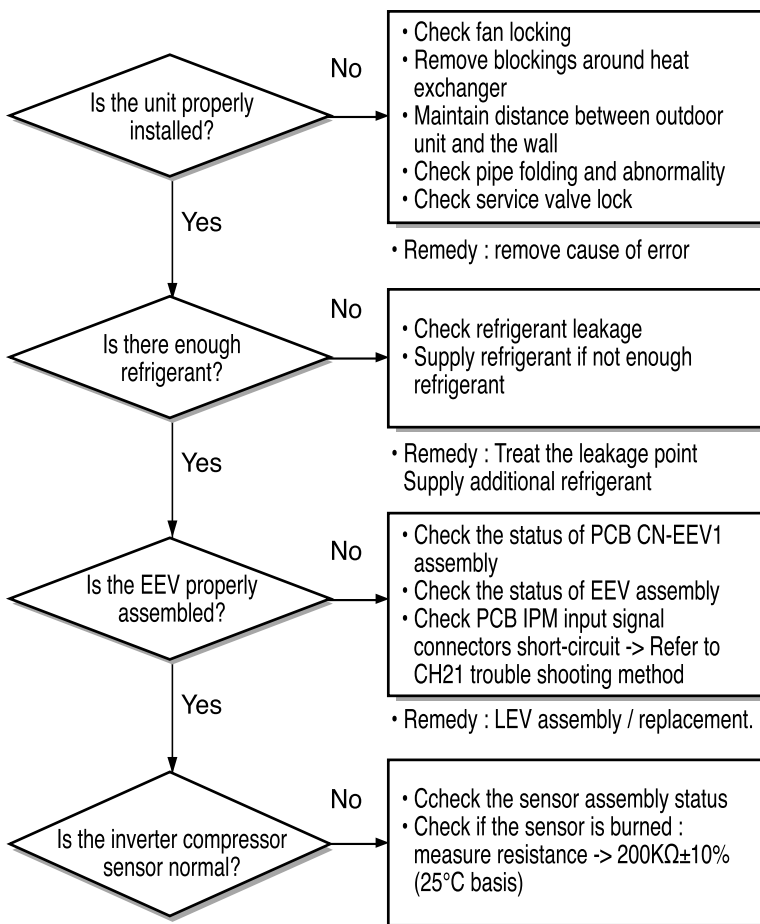 Is the unit properly
installed?
No
• Check fan locking
• Remove blockings around heat
exchanger
• Maintain distance between outdoor
unit and the wall
• Check pipe folding and abnormality
• Check service valve lock
• Remedy : remove cause of error
Yes
Is there enough
refrigerant?
No
• Check refrigerant leakage
• Supply refrigerant if not enough
refrigerant
• Remedy : Treat the leakage point
Supply additional refrigerant
Yes
Is the EEV properly
assembled?
No
• Check the status of PCB CN-EEV1
assembly
• Check the status of EEV assembly
• Check PCB IPM input signal
connectors short-circuit -> Refer to
CH21 trouble shooting method
• Remedy : LEV assembly / replacement.
Yes
Is the inverter compressor
sensor normal?
No
• Ccheck the sensor assembly status
• Check if the sensor is burned :
measure resistance -> 200KΩ±10%
(25°C basis)